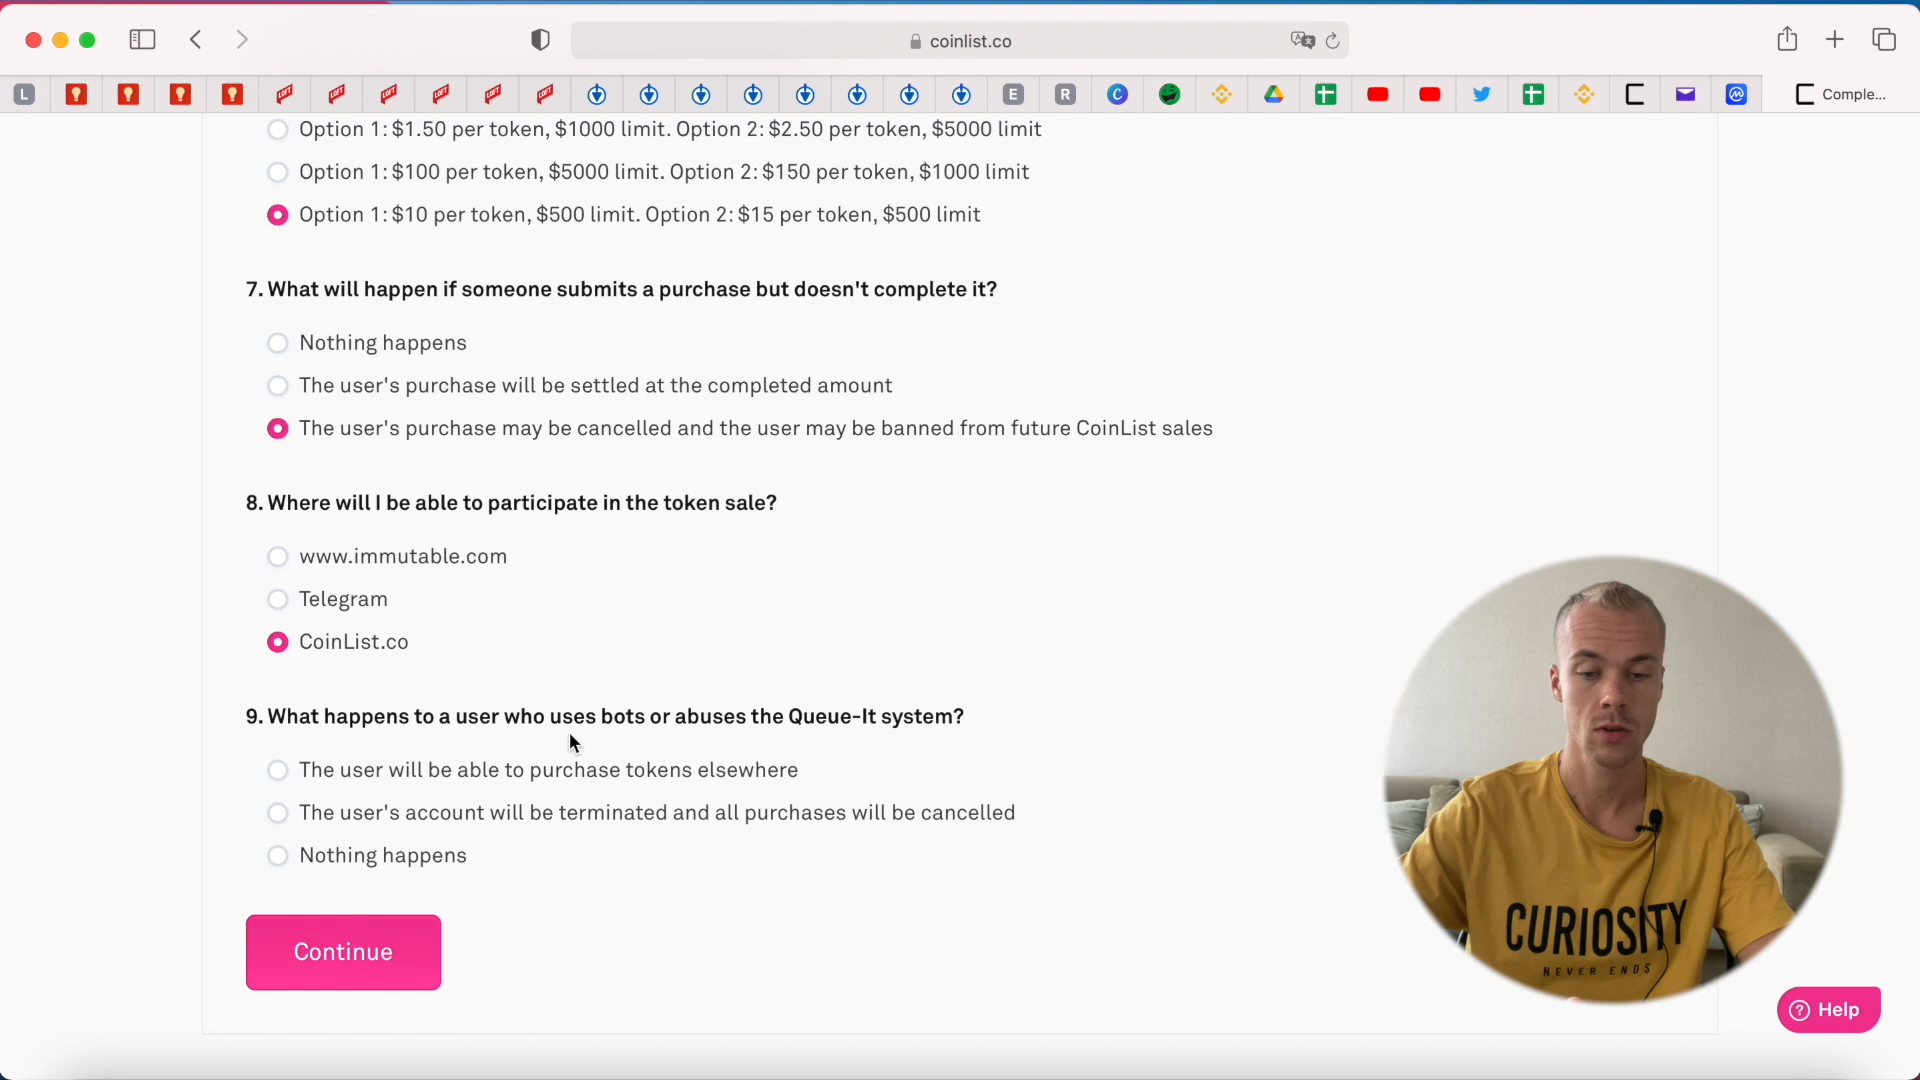 coinlist.co
L
LOFT
LOFT
LOFT
LOFT
LOFT
LOFT
E
R
C
Comple...
Option 1: $1.50 per token, $1000 limit. Option 2: $2.50 per token, $5000 limit
Option 1: $100 per token, $5000 limit. Option 2: $150 per token, $1000 limit
Option 1: $10 per token, $500 limit. Option 2: $15 per token, $500 limit
7. What will happen if someone submits a purchase but doesn't complete it?
Nothing happens
The user's purchase will be settled at the completed amount
The user's purchase may be cancelled and the user may be banned from future CoinList sales
8. Where will I be able to participate in the token sale?
www.immutable.com
Telegram
CoinList.co
9. What happens to a user who uses bots or abuses the Queue-It system?
The user will be able to purchase tokens elsewhere
The user's account will be terminated and all purchases will be cancelled
Nothing happens
Continue
CURIOSITY
NEVER ENDS
? Help